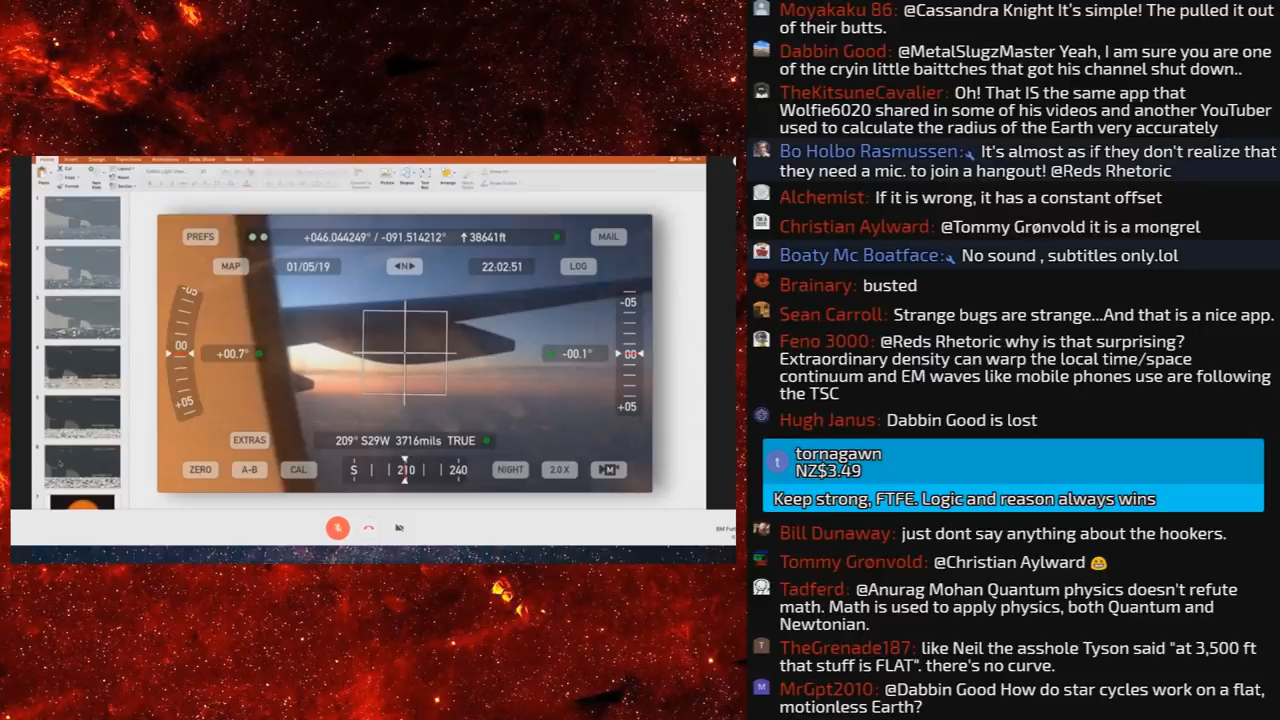 Home Insert Design Transitions Animations Slide Show Review View
Share
PREFS
+046.044249° / -091.514212° ↑38641ft
MAIL
MAP
01/05/19
◀N▶
22:02:51
LOG
-05
00
+05
+00.7°
-00.1°
-05
00
+05
EXTRAS
209° S29W 3716mils TRUE
ZERO
A-B
CAL
S | | 210 | | 240
NIGHT
2.0 X
M
Moyakaku 86: @Cassandra Knight It's simple! The pulled it out
of their butts.
Dabbin Good: @MetalSlugzMaster Yeah, I am sure you are one
of the cryin little baittches that got his channel shut down..
TheKitsuneCavalier: Oh! That IS the same app that
Wolfie6020 shared in some of his videos and another YouTuber
used to calculate the radius of the Earth very accurately
Bo Holbo Rasmussen: It's almost as if they don't realize that
they need a mic. to join a hangout! @Reds Rhetoric
Alchemist: If it is wrong, it has a constant offset
Christian Aylward: @Tommy Grønvold it is a mongrel
Boaty Mc Boatface: No sound , subtitles only.lol
Brainary: busted
Sean Carroll: Strange bugs are strange...And that is a nice app.
Feno 3000: @Reds Rhetoric why is that surprising?
Extraordinary density can warp the local time/space
continuum and EM waves like mobile phones use are following
the TSC
Hugh Janus: Dabbin Good is lost
t
tornagawn
NZ$3.49
Keep strong, FTFE. Logic and reason always wins
Bill Dunaway: just dont say anything about the hookers.
Tommy Grønvold: @Christian Aylward 😀
Tadferd: @Anurag Mohan Quantum physics doesn't refute
math. Math is used to apply physics, both Quantum and
Newtonian.
T
TheGrenade187: like Neil the asshole Tyson said "at 3,500 ft
that stuff is FLAT". there's no curve.
M
MrGpt2010: @Dabbin Good How do star cycles work on a flat,
motionless Earth?